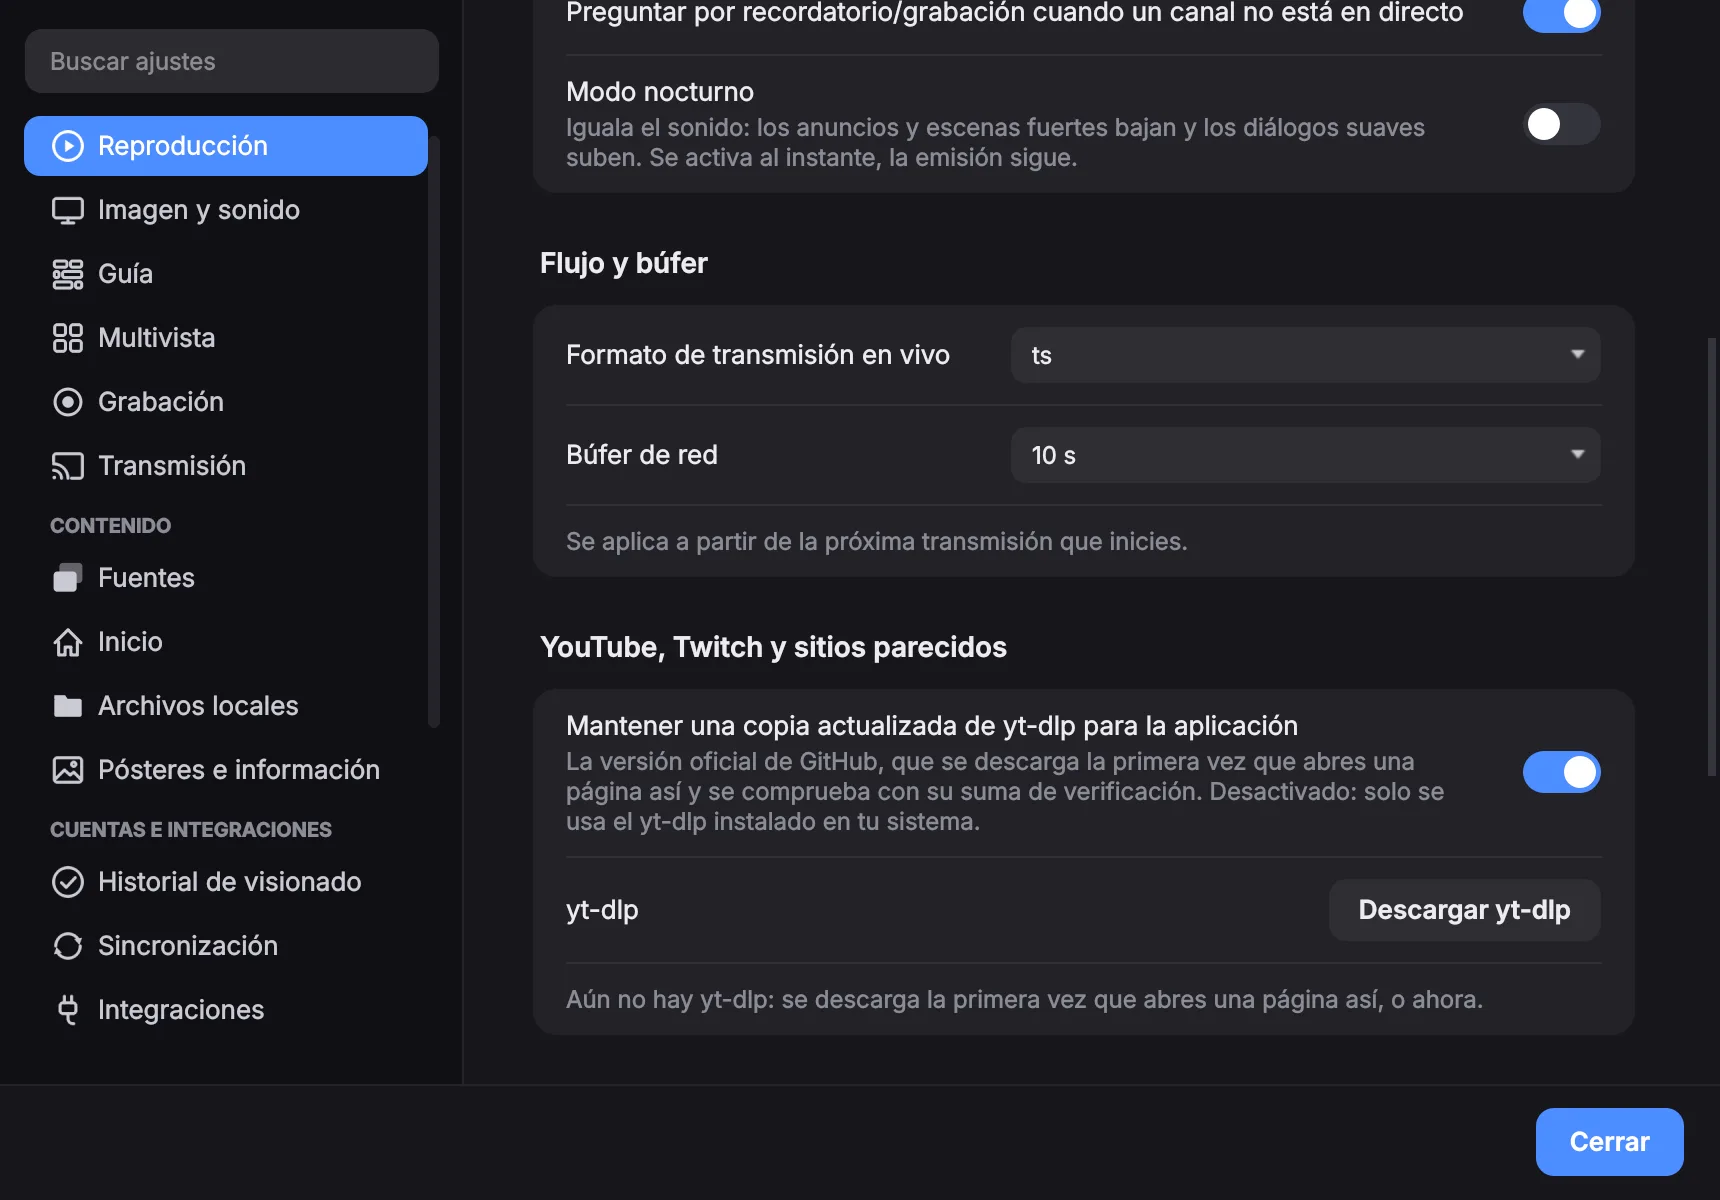 Buscar ajustes
Reproducción
Imagen y sonido
Guía
Multivista
Grabación
Transmisión
CONTENIDO
Fuentes
Inicio
Archivos locales
Pósteres e información
CUENTAS E INTEGRACIONES
Historial de visionado
Sincronización
Integraciones
Preguntar por recordatorio/grabación cuando un canal no está en directo
Modo nocturno
Iguala el sonido: los anuncios y escenas fuertes bajan y los diálogos suaves
suben. Se activa al instante, la emisión sigue.
Flujo y búfer
Formato de transmisión en vivo
ts
Búfer de red
10 s
Se aplica a partir de la próxima transmisión que inicies.
YouTube, Twitch y sitios parecidos
Mantener una copia actualizada de yt-dlp para la aplicación
La versión oficial de GitHub, que se descarga la primera vez que abres una
página así y se comprueba con su suma de verificación. Desactivado: solo se
usa el yt-dlp instalado en tu sistema.
yt-dlp
Descargar yt-dlp
Aún no hay yt-dlp: se descarga la primera vez que abres una página así, o ahora.
Cerrar